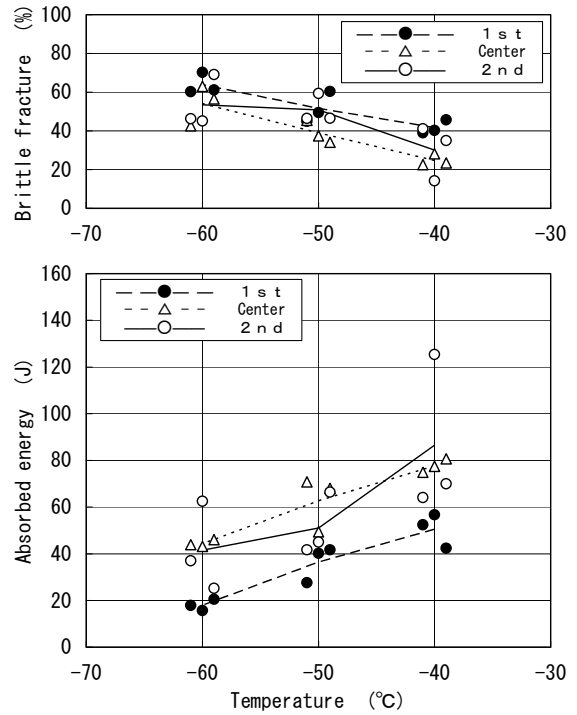 Brittle fracture (%)
100
80
60
40
20
0
1st
Center
2nd
-70 -60 -50 -40 -30
Absorbed energy (J)
160
140
120
100
80
60
40
20
0
1st
Center
2nd
-70 -60 -50 -40 -30
Temperature (℃)